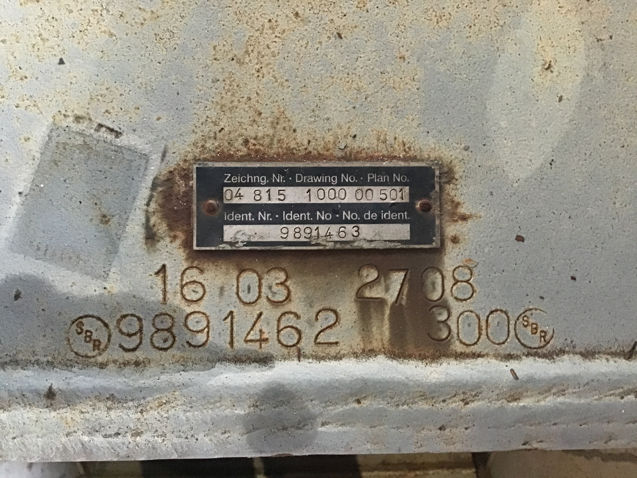 Zeichng. Nr. · Drawing No. · Plan No.
04 815 1000 00 501
Ident. Nr. · Ident. No · No. de ident.
9891463
16 03 2708
SBR 9891462 300 SBR